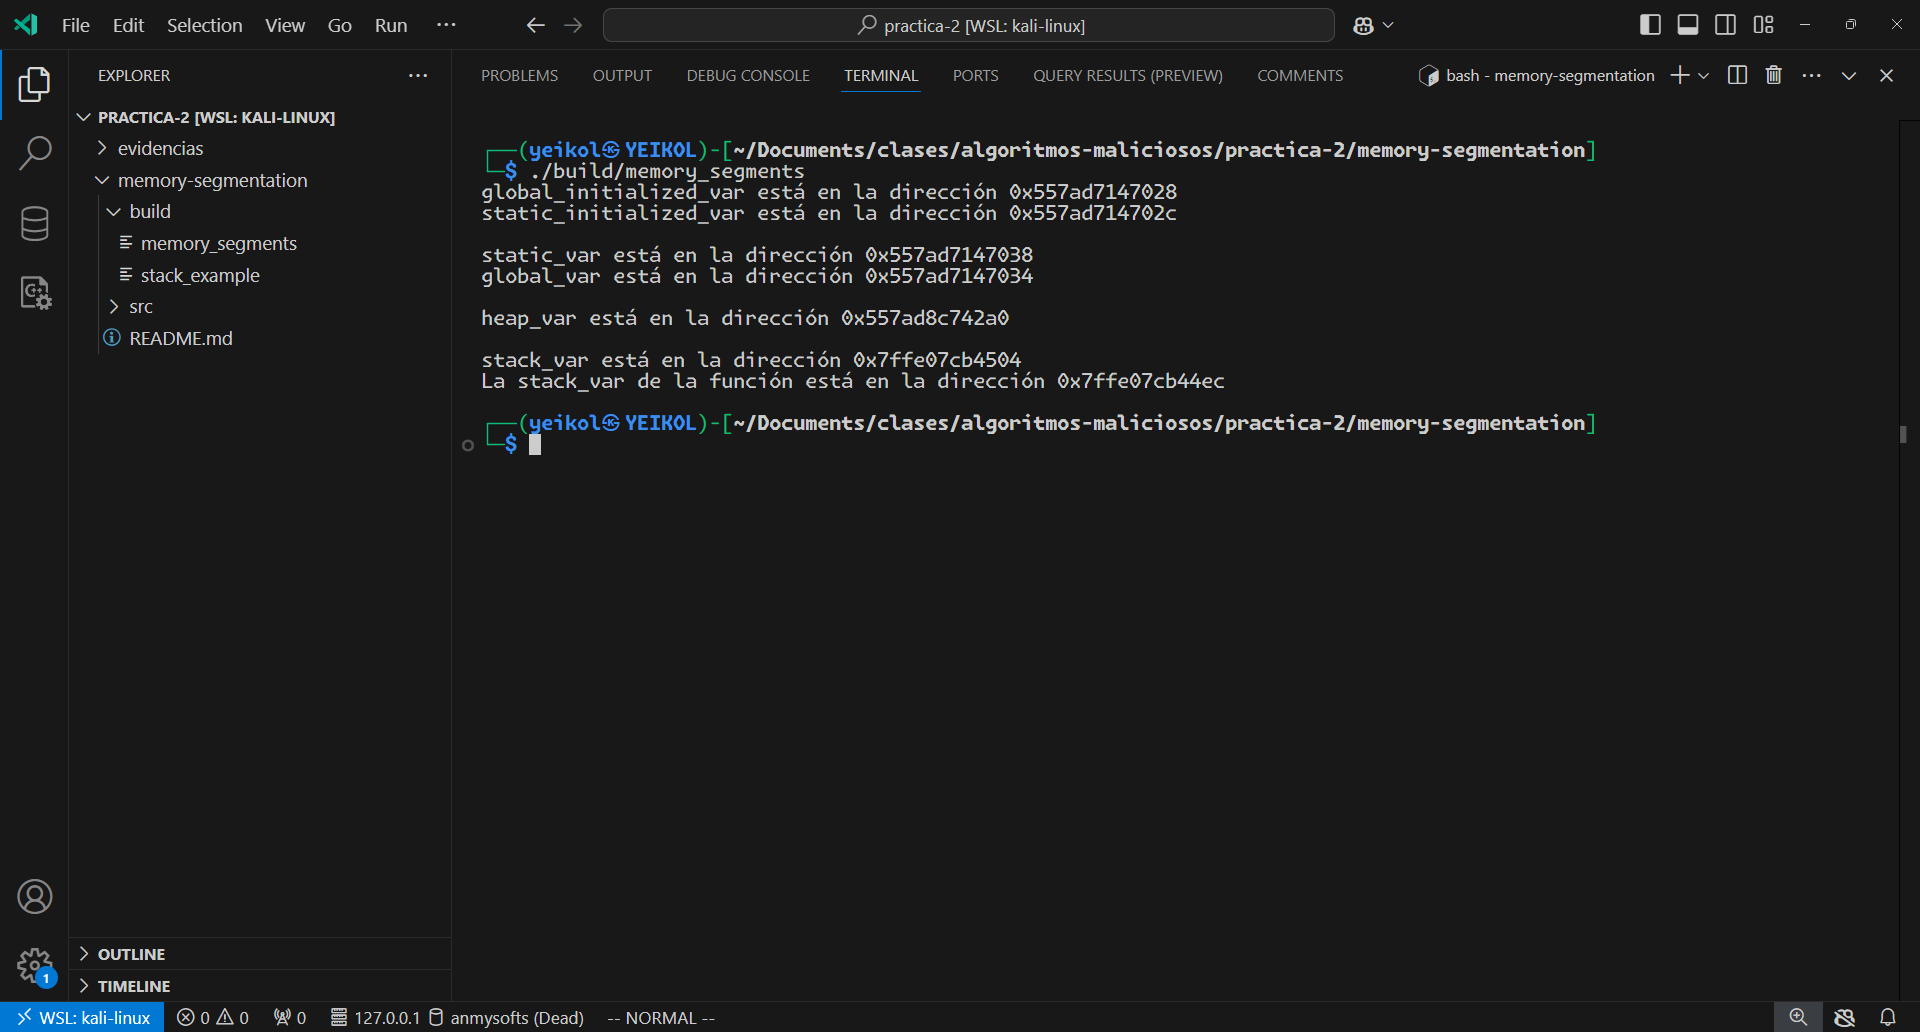 File Edit Selection View Go Run ··· practica-2 [WSL: kali-linux]
EXPLORER ···
PRACTICA-2 [WSL: KALI-LINUX]
evidencias
memory-segmentation
build
memory_segments
stack_example
src
README.md
OUTLINE
TIMELINE
1
PROBLEMS OUTPUT DEBUG CONSOLE TERMINAL PORTS QUERY RESULTS (PREVIEW) COMMENTS bash - memory-segmentation
┌──(yeikol㉿YEIKOL)-[~/Documents/clases/algoritmos-maliciosos/practica-2/memory-segmentation]
└─$ ./build/memory_segments
global_initialized_var está en la dirección 0x557ad7147028
static_initialized_var está en la dirección 0x557ad714702c
static_var está en la dirección 0x557ad7147038
global_var está en la dirección 0x557ad7147034
heap_var está en la dirección 0x557ad8c742a0
stack_var está en la dirección 0x7ffe07cb4504
La stack_var de la función está en la dirección 0x7ffe07cb44ec
┌──(yeikol㉿YEIKOL)-[~/Documents/clases/algoritmos-maliciosos/practica-2/memory-segmentation]
└─$
WSL: kali-linux 0 0 0 127.0.0.1 anmysofts (Dead) -- NORMAL --